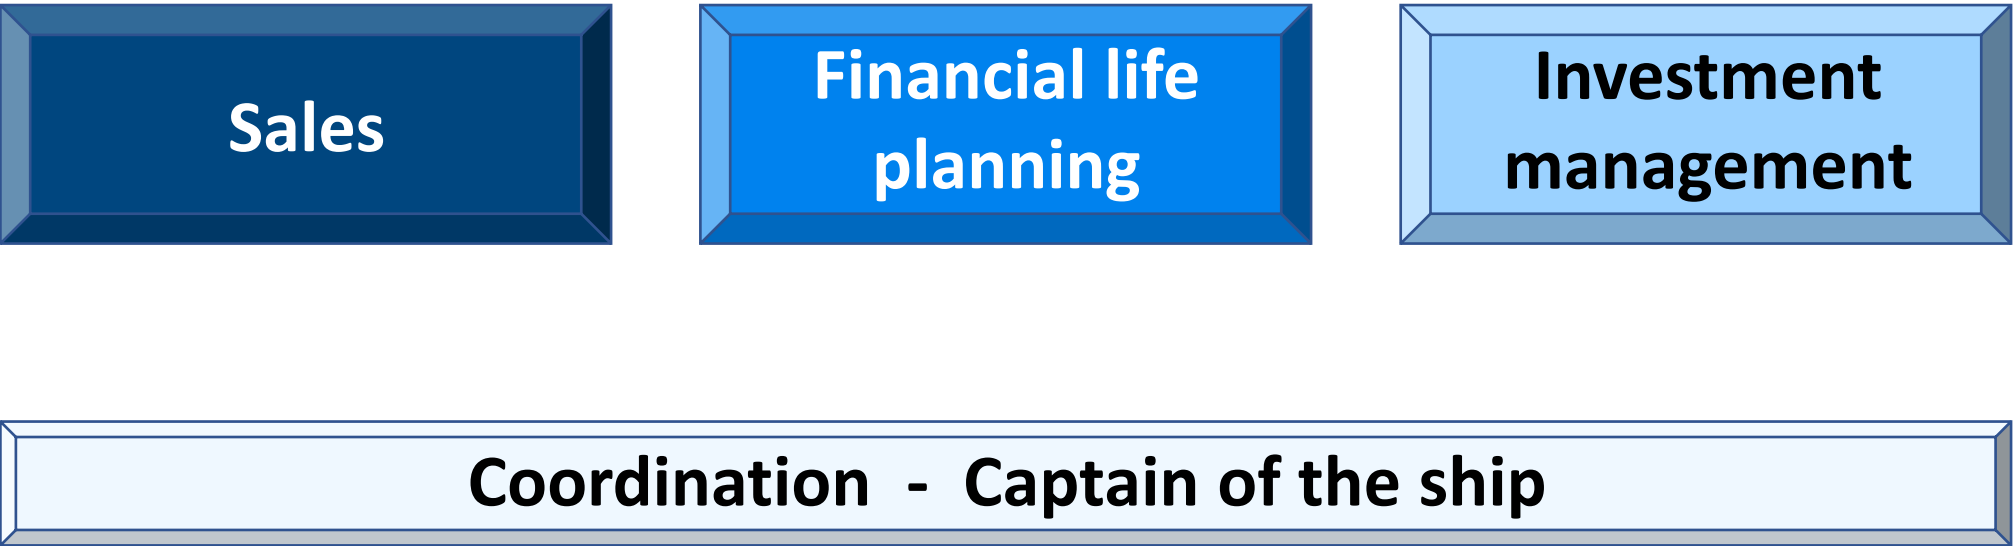 Sales
Financial life
planning
Investment
management
Coordination - Captain of the ship